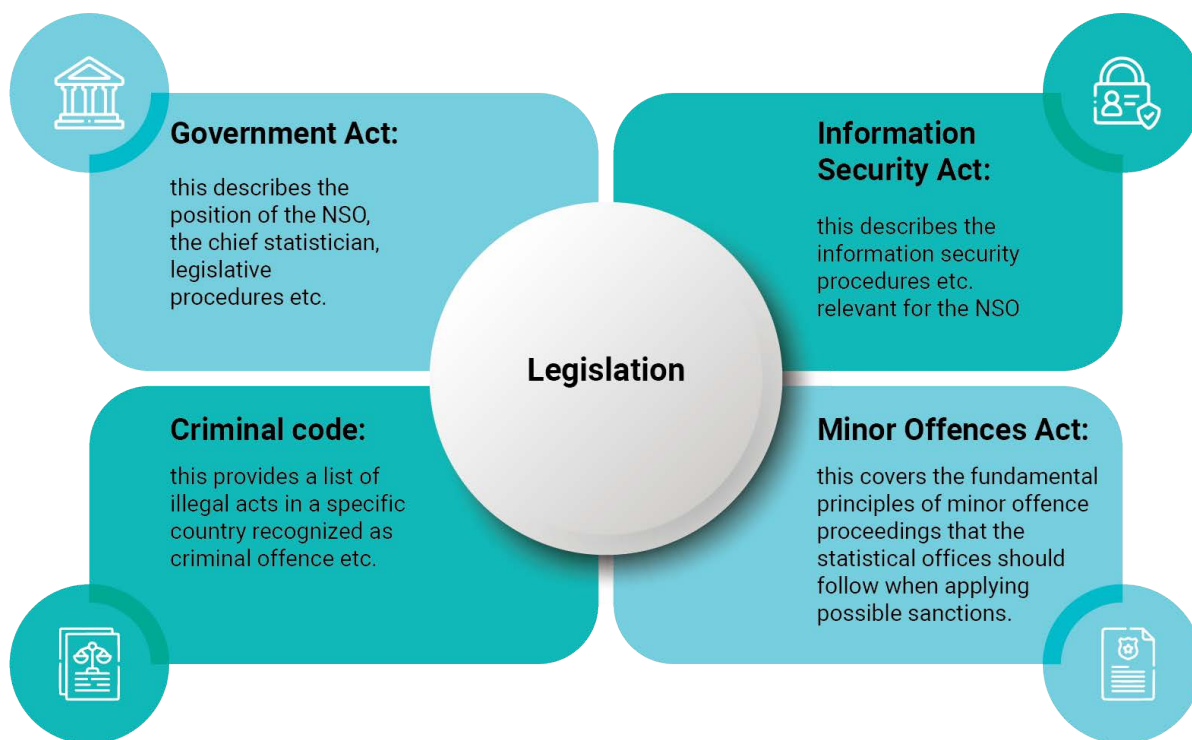 Government Act:
this describes the
position of the NSO,
the chief statistician,
legislative
procedures etc.
Information
Security Act:
this describes the
information security
procedures etc.
relevant for the NSO
Legislation
Criminal code:
this provides a list of
illegal acts in a specific
country recognized as
criminal offence etc.
Minor Offences Act:
this covers the fundamental
principles of minor offence
proceedings that the
statistical offices should
follow when applying
possible sanctions.